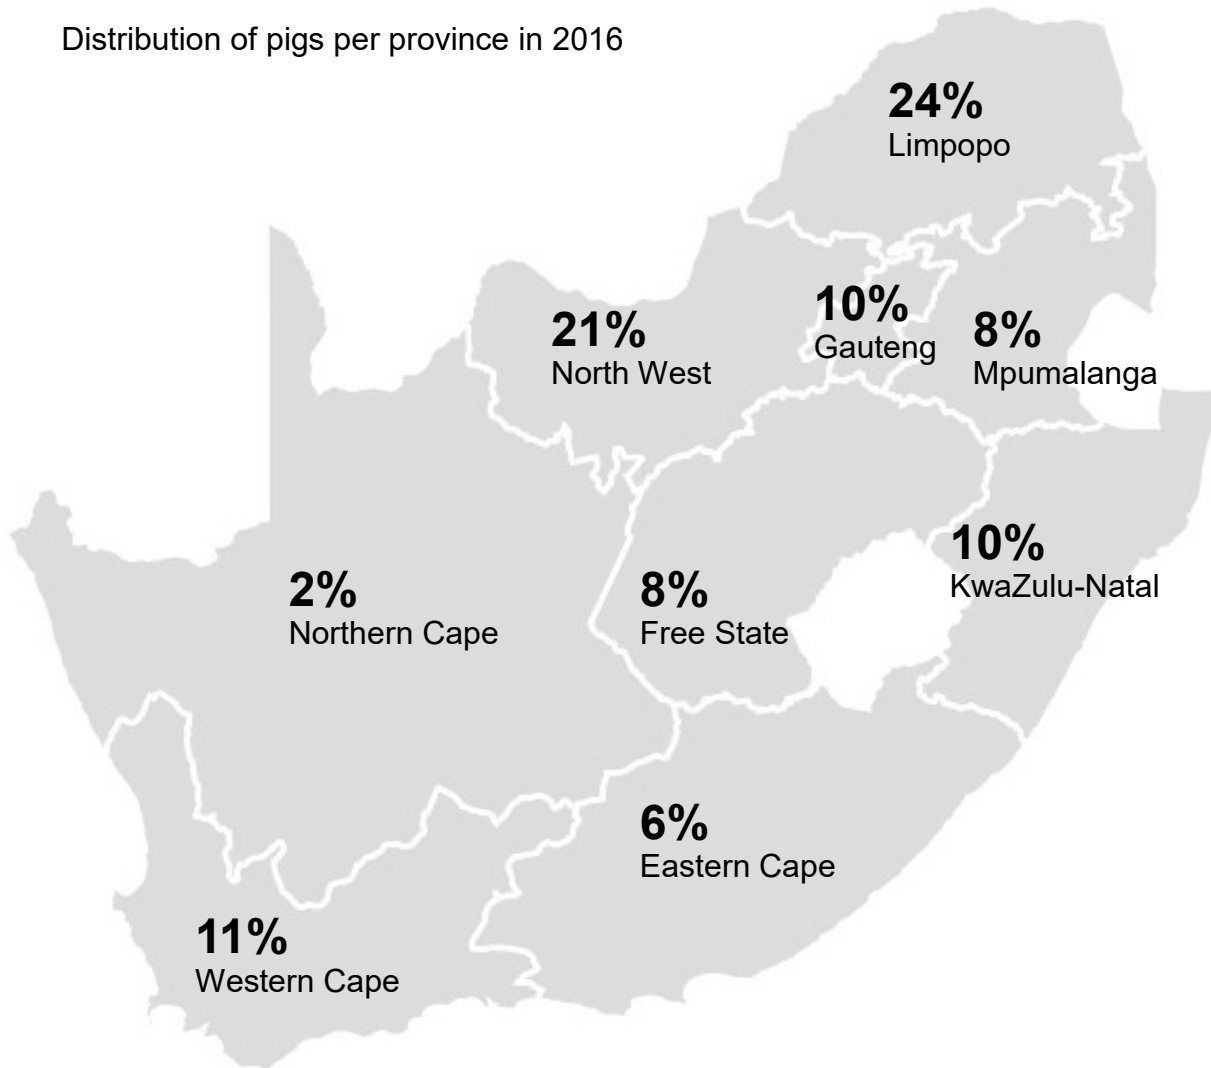 Distribution of pigs per province in 2016
24%
Limpopo
10%
Gauteng
21%
North West
8%
Mpumalanga
10%
KwaZulu-Natal
2%
Northern Cape
8%
Free State
6%
Eastern Cape
11%
Western Cape